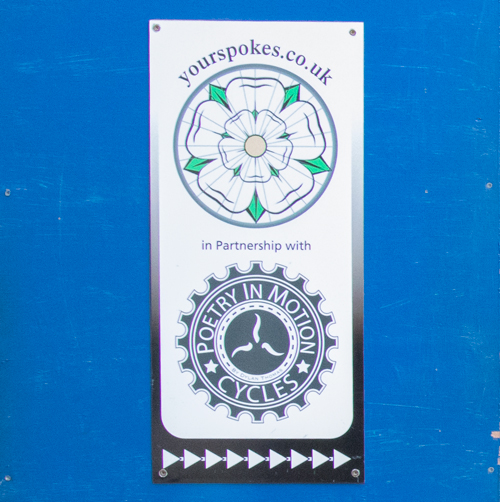 yourspokes.co.uk
in Partnership with
POETRY IN MOTION
CYCLES